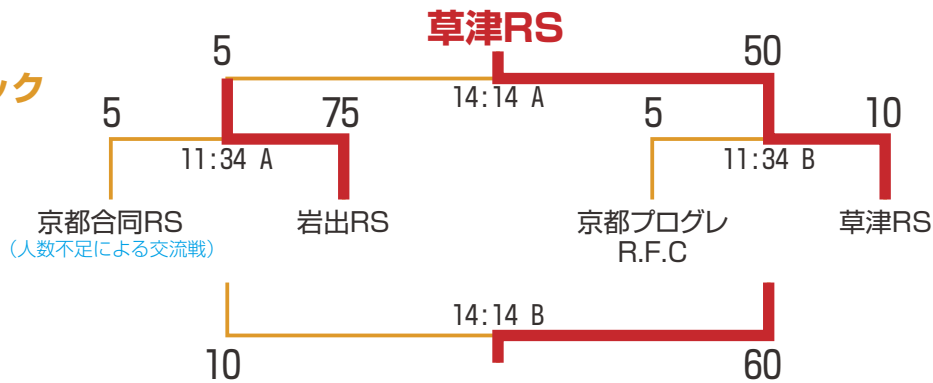 草津RS
5
50
ック
14:14 A
5
75
5
10
11:34 A
11:34 B
京都合同RS
岩出RS
京都プログレ
草津RS
(人数不足による交流戦)
R.F.C
14:14 B
10
60